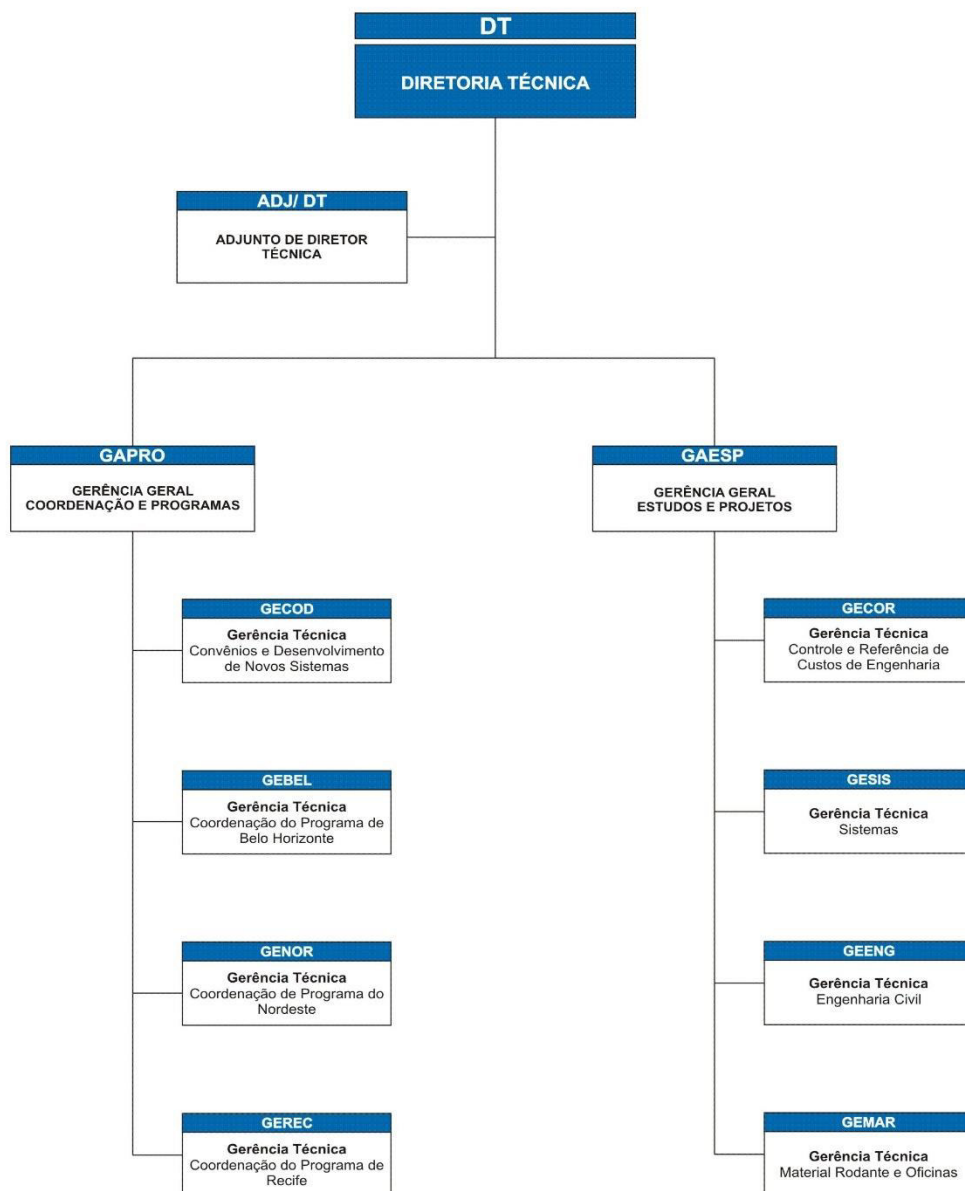 DT
DIRETORIA TÉCNICA
ADJ/ DT
ADJUNTO DE DIRETOR
TÉCNICA
GAPRO
GERÊNCIA GERAL
COORDENAÇÃO E PROGRAMAS
GAESP
GERÊNCIA GERAL
ESTUDOS E PROJETOS
GECOD
Gerência Técnica
Convênios e Desenvolvimento
de Novos Sistemas
GECOR
Gerência Técnica
Controle e Referência de
Custos de Engenharia
GEBEL
Gerência Técnica
Coordenação do Programa de
Belo Horizonte
GESIS
Gerência Técnica
Sistemas
GENOR
Gerência Técnica
Coordenação de Programa do
Nordeste
GEENG
Gerência Técnica
Engenharia Civil
GEREC
Gerência Técnica
Coordenação do Programa de
Recife
GEMAR
Gerência Técnica
Material Rodante e Oficinas